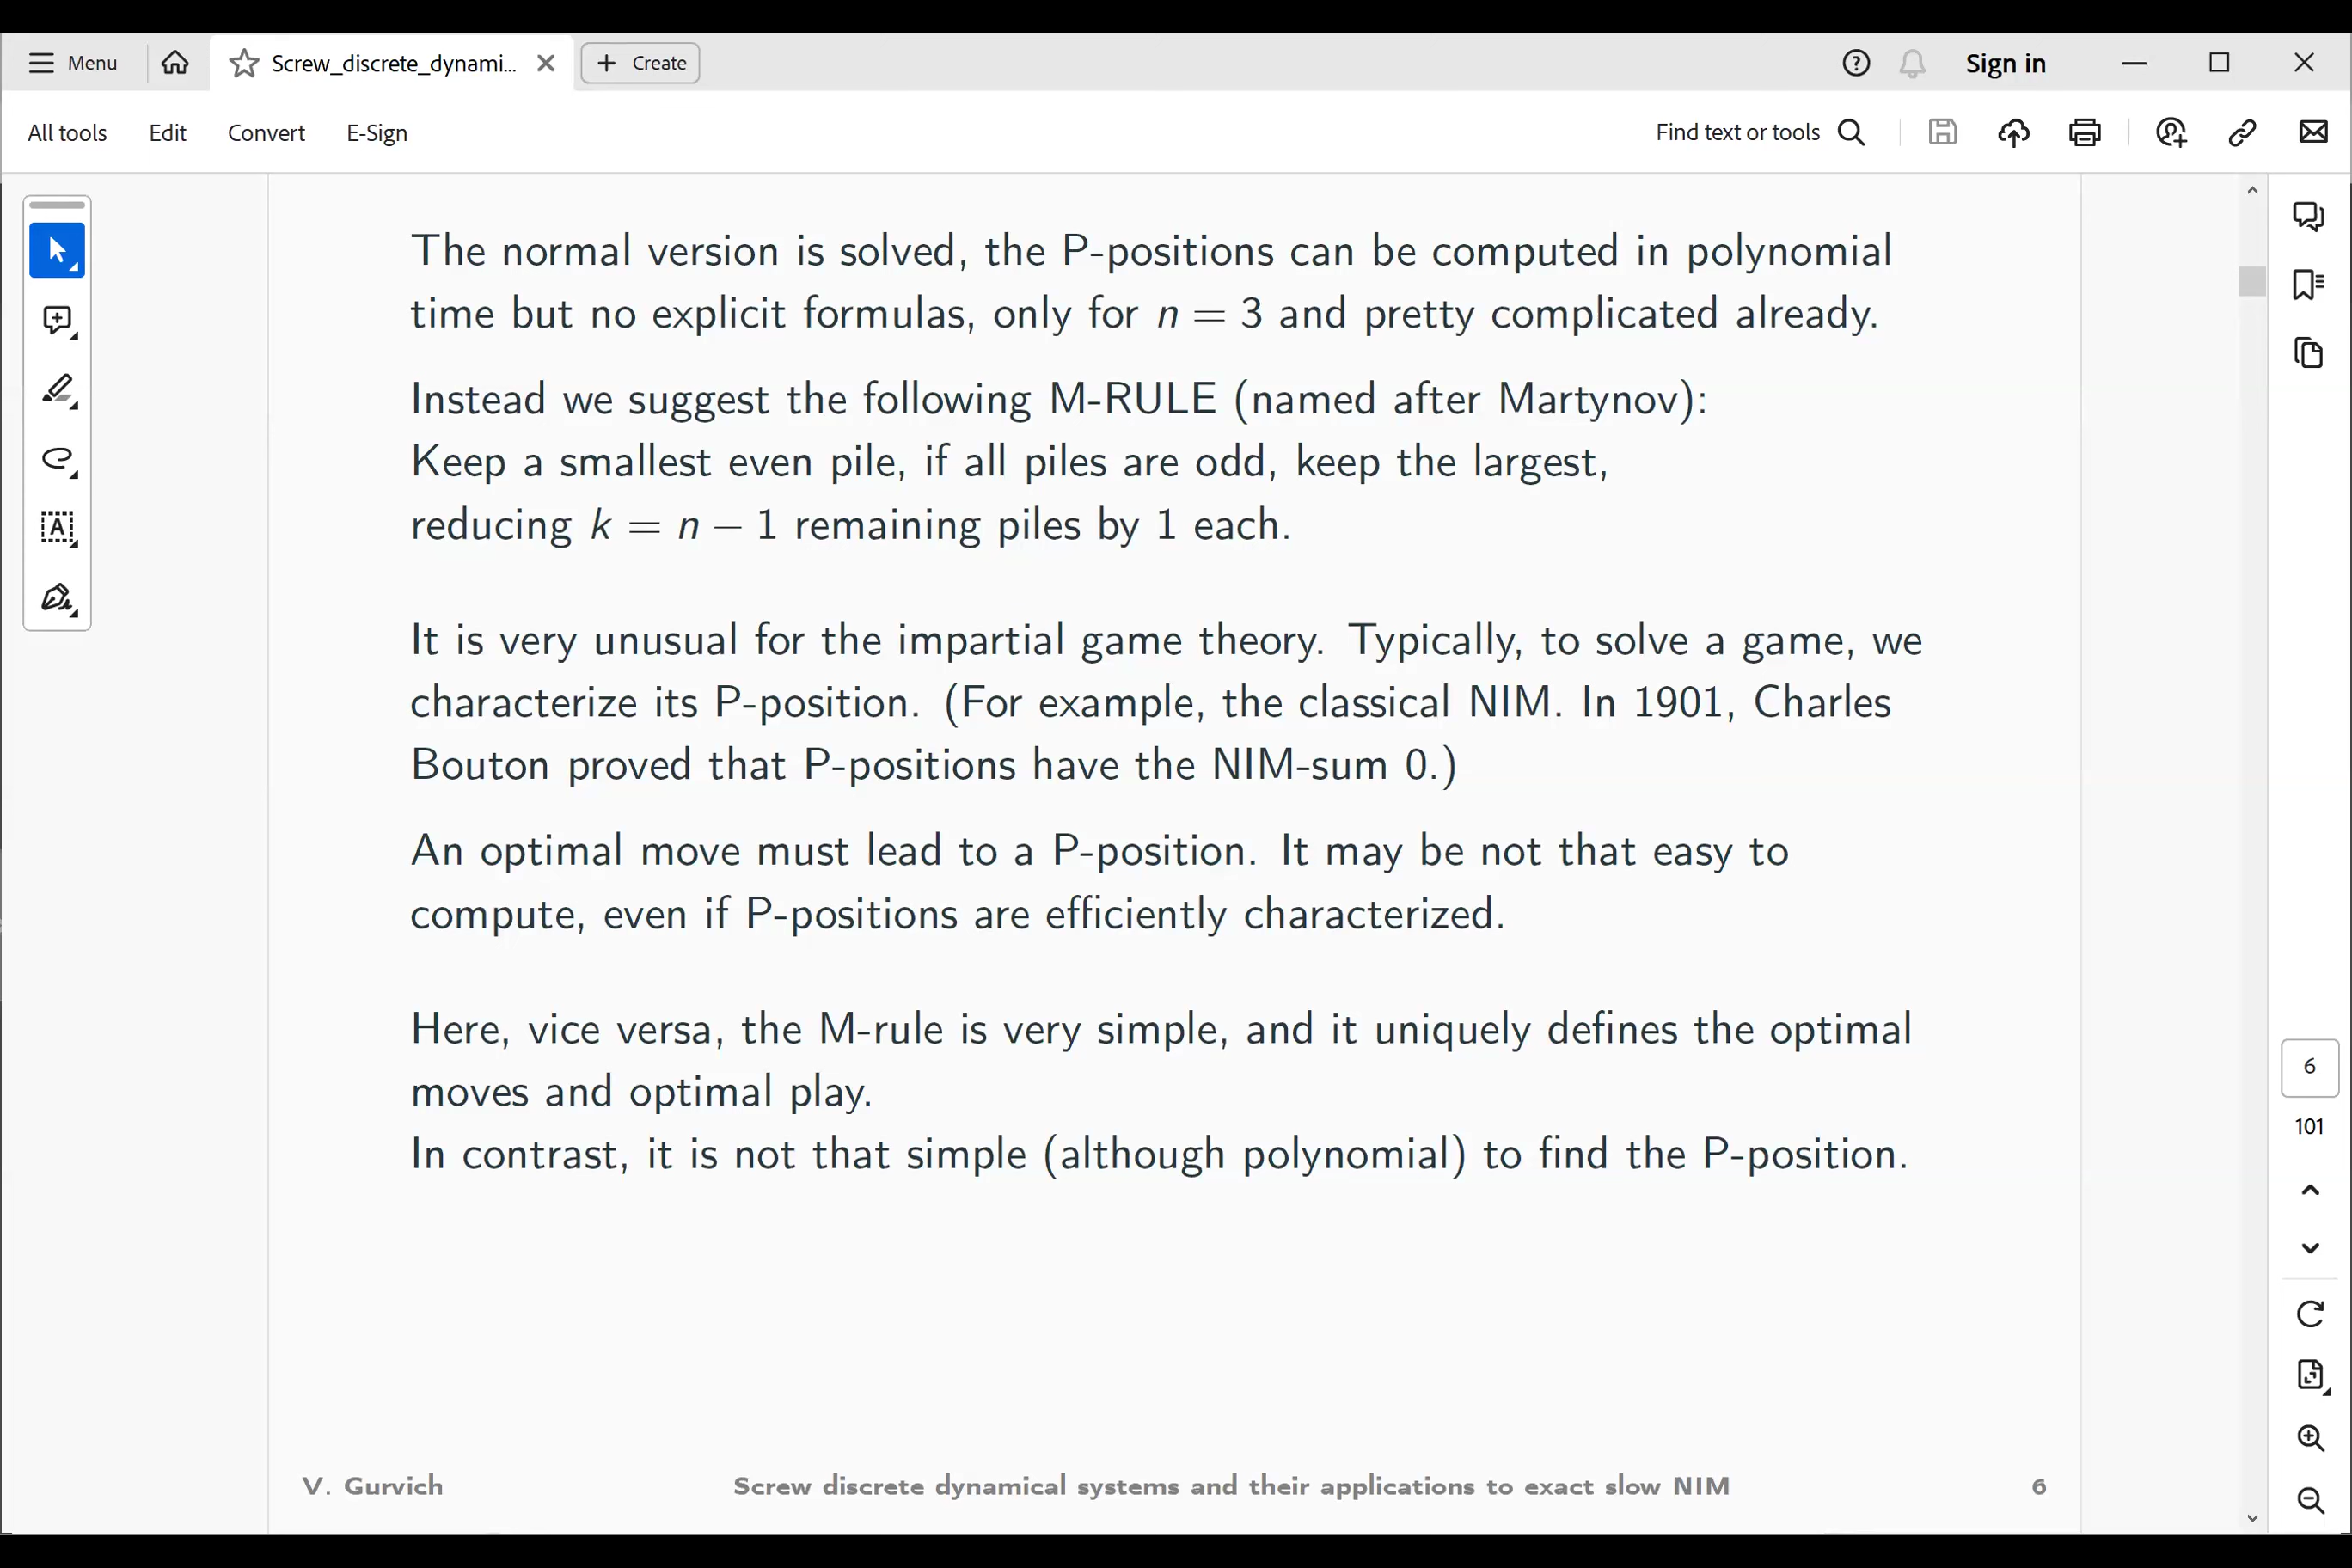 Menu
Screw_discrete_dynami...
Create
Sign in
All tools
Edit
Convert
E-Sign
Find text or tools
The normal version is solved, the P-positions can be computed in polynomial
time but no explicit formulas, only for n = 3 and pretty complicated already.
Instead we suggest the following M-RULE (named after Martynov):
Keep a smallest even pile, if all piles are odd, keep the largest,
reducing k = n − 1 remaining piles by 1 each.
It is very unusual for the impartial game theory. Typically, to solve a game, we
characterize its P-position. (For example, the classical NIM. In 1901, Charles
Bouton proved that P-positions have the NIM-sum 0.)
An optimal move must lead to a P-position. It may be not that easy to
compute, even if P-positions are efficiently characterized.
Here, vice versa, the M-rule is very simple, and it uniquely defines the optimal
moves and optimal play.
In contrast, it is not that simple (although polynomial) to find the P-position.
6
101
V. Gurvich
Screw discrete dynamical systems and their applications to exact slow NIM
6